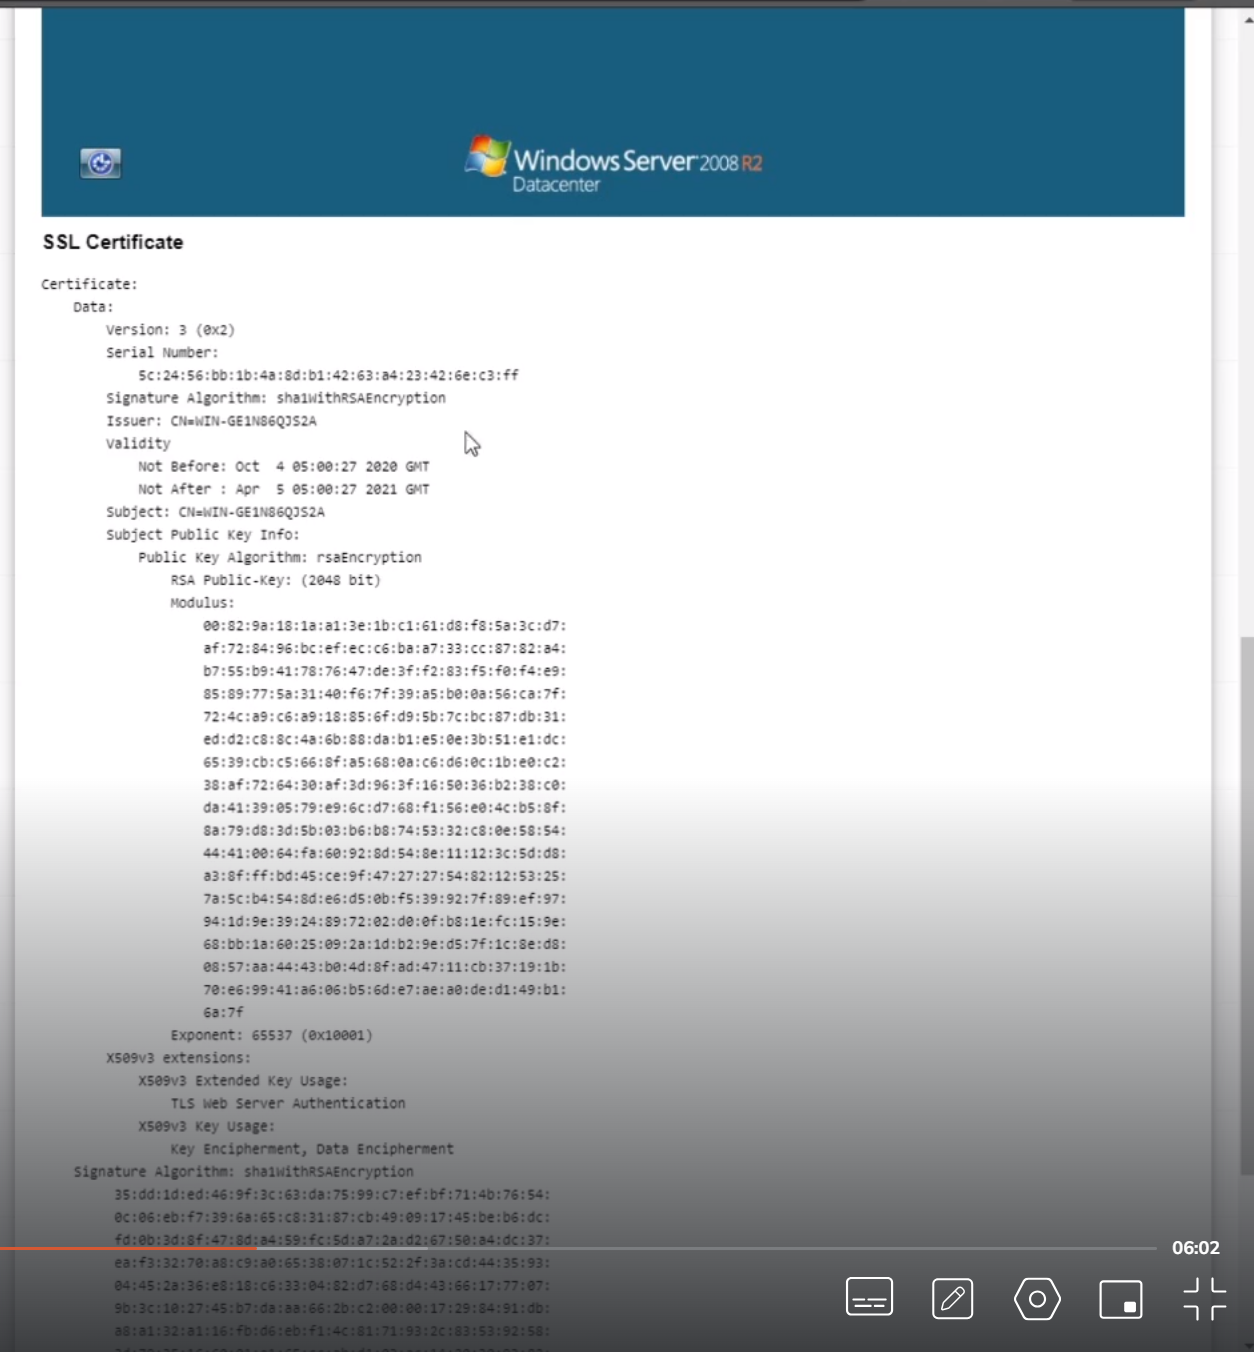 Windows Server 2008 R2
Datacenter
SSL Certificate
Certificate:
Data:
Version: 3 (0x2)
Serial Number:
5c:24:56:bb:1b:4a:8d:b1:42:63:a4:23:42:6e:c3:ff
Signature Algorithm: sha1WithRSAEncryption
Issuer: CN=WIN-GE1N86QJS2A
Validity
Not Before: Oct  4 05:00:27 2020 GMT
Not After : Apr  5 05:00:27 2021 GMT
Subject: CN=WIN-GE1N86QJS2A
Subject Public Key Info:
Public Key Algorithm: rsaEncryption
RSA Public-Key: (2048 bit)
Modulus:
00:82:9a:18:1a:a1:3e:1b:c1:61:d8:f8:5a:3c:d7:
af:72:84:96:bc:ef:ec:c6:ba:a7:33:cc:87:82:a4:
b7:55:b9:41:78:76:47:de:3f:f2:83:f5:f0:f4:e9:
85:89:77:5a:31:40:f6:7f:39:a5:b0:0a:56:ca:7f:
72:4c:a9:c6:a9:18:85:6f:d9:5b:7c:bc:87:db:31:
ed:d2:c8:8c:4a:6b:88:da:b1:e5:0e:3b:51:e1:dc:
65:39:cb:c5:66:8f:a5:68:0a:c6:d6:0c:1b:e0:c2:
38:af:72:64:30:af:3d:96:3f:16:50:36:b2:38:c0:
da:41:39:05:79:e9:6c:d7:68:f1:56:e0:4c:b5:8f:
8a:79:d8:3d:5b:03:b6:b8:74:53:32:c8:0e:58:54:
44:41:00:64:fa:60:92:8d:54:8e:11:12:3c:5d:d8:
a3:8f:ff:bd:45:ce:9f:47:27:27:54:82:12:53:25:
7a:5c:b4:54:8d:e6:d5:0b:f5:39:92:7f:89:ef:97:
94:1d:9e:39:24:89:72:02:d0:0f:b8:1e:fc:15:9e:
68:bb:1a:60:25:09:2a:1d:b2:9e:d5:7f:1c:8e:d8:
08:57:aa:44:43:b0:4d:8f:ad:47:11:cb:37:19:1b:
70:e6:99:41:a6:06:b5:6d:e7:ae:a0:de:d1:49:b1:
6a:7f
Exponent: 65537 (0x10001)
X509v3 extensions:
X509v3 Extended Key Usage:
TLS Web Server Authentication
X509v3 Key Usage:
Key Encipherment, Data Encipherment
Signature Algorithm: sha1WithRSAEncryption
35:dd:1d:ed:46:9f:3c:63:da:75:99:c7:ef:bf:71:4b:76:54:
0c:06:eb:f7:39:6a:65:c8:31:87:cb:49:09:17:45:be:b6:dc:
fd:0b:3d:8f:47:8d:a4:59:fc:5d:a7:2a:d2:67:50:a4:dc:37:
06:02
ea:f3:32:70:a8:c9:a0:65:38:07:1c:52:2f:3a:cd:44:35:93:
04:45:2a:36:e8:18:c6:33:04:82:d7:68:d4:43:66:17:77:07:
9b:3c:10:27:45:b7:da:aa:66:2b:c2:00:00:17:29:84:91:db:
a8:a1:32:a1:16:fb:d6:eb:f1:4c:81:71:93:2c:83:53:92:58: